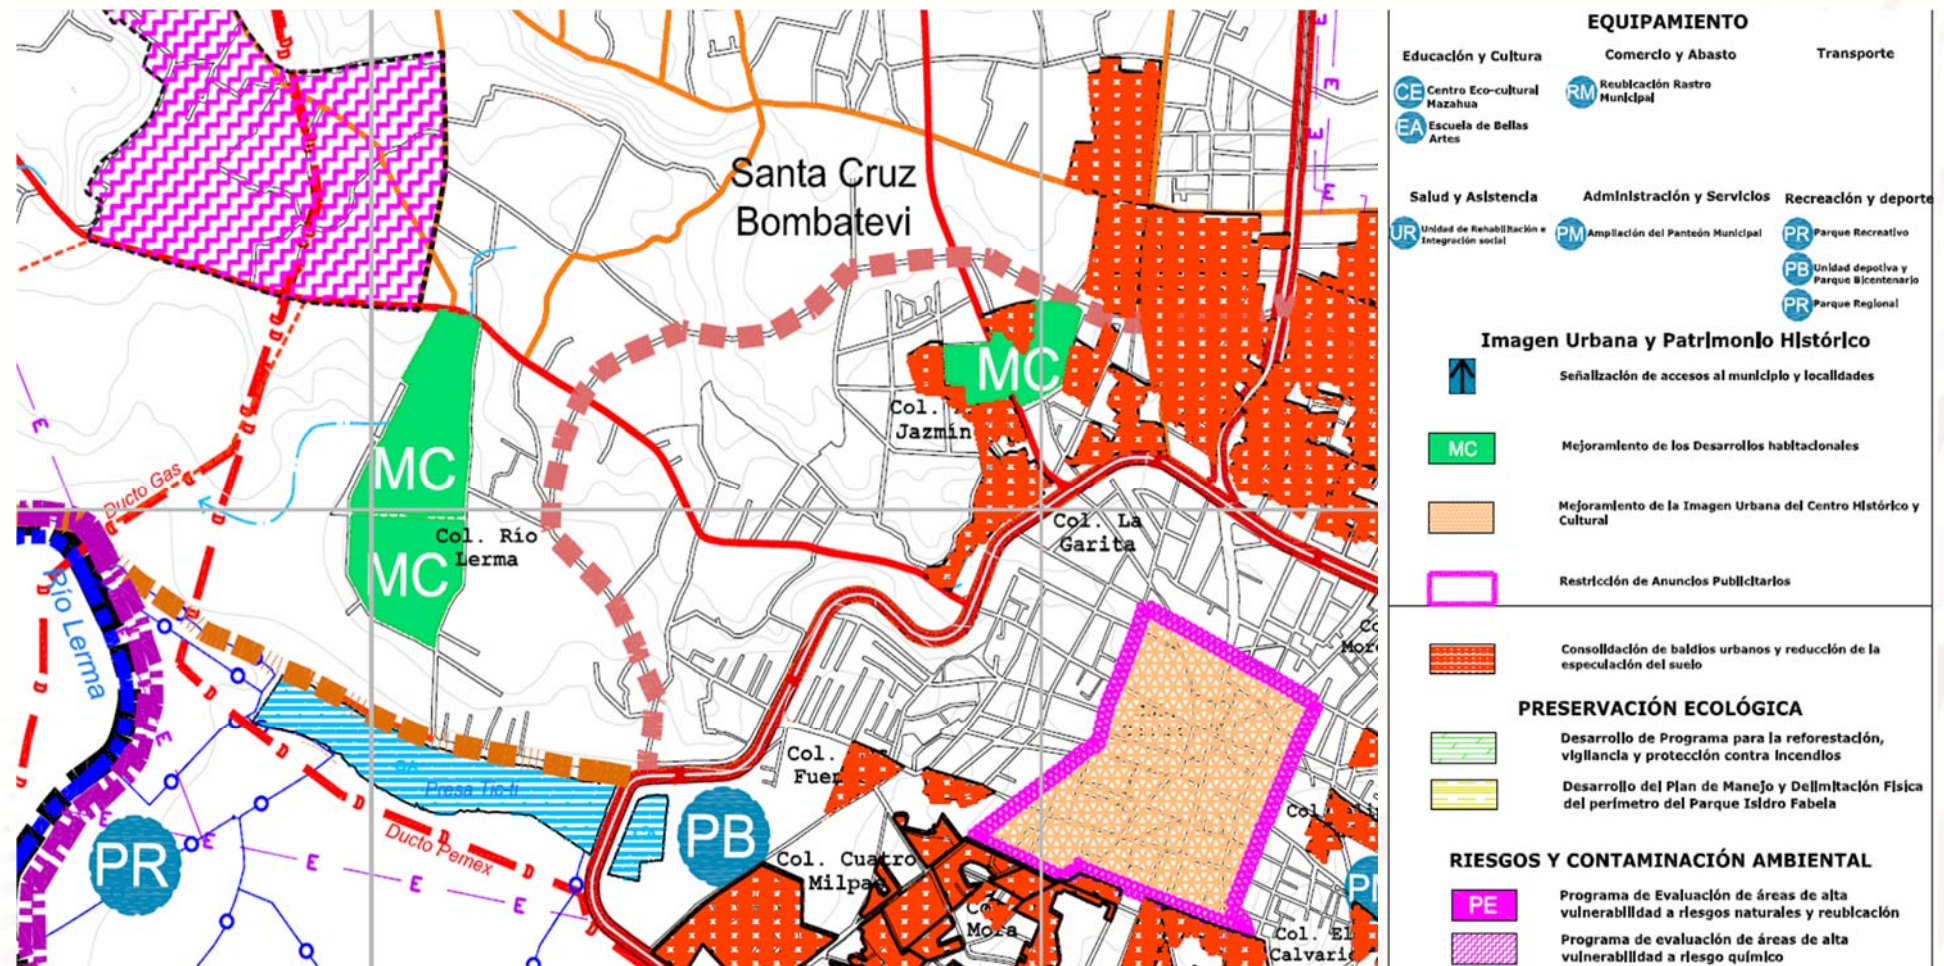 Santa Cruz
Bombatevi
MC
Col.
Jazmín
MC
MC
Col. Río
Lerma
Col. La
Garita
Ducto Gas
Río Lerma
Presa Tic-ti
Ducto Pemex
PR
PB
Col.
Fuer
Col. Cuatro
Milpas
Mora
Col. El
Calvario
D
E
EQUIPAMIENTO
Educación y Cultura
Comercio y Abasto
Transporte
CE Centro Eco-cultural
Mazahua
RM Reubicación Rastro
Municipal
EA Escuela de Bellas
Artes
Salud y Asistencia
Administración y Servicios
Recreación y deporte
UR Unidad de Rehabilitación e
Integración social
PM Ampliación del Panteón Municipal
PR Parque Recreativo
PB Unidad depotiva y
Parque Bicentenario
PR Parque Regional
Imagen Urbana y Patrimonio Histórico
Señalización de accesos al municipio y localidades
MC Mejoramiento de los Desarrollos habitacionales
Mejoramiento de la Imagen Urbana del Centro Histórico y
Cultural
Restricción de Anuncios Publicitarios
Consolidación de baldios urbanos y reducción de la
especulación del suelo
PRESERVACIÓN ECOLÓGICA
Desarrollo de Programa para la reforestación,
vigilancia y protección contra incendios
Desarrollo del Plan de Manejo y Delimitación Física
del perímetro del Parque Isidro Fabela
RIESGOS Y CONTAMINACIÓN AMBIENTAL
PE Programa de Evaluación de áreas de alta
vulnerabilidad a riesgos naturales y reubicación
Programa de evaluación de áreas de alta
vulnerabilidad a riesgo químico